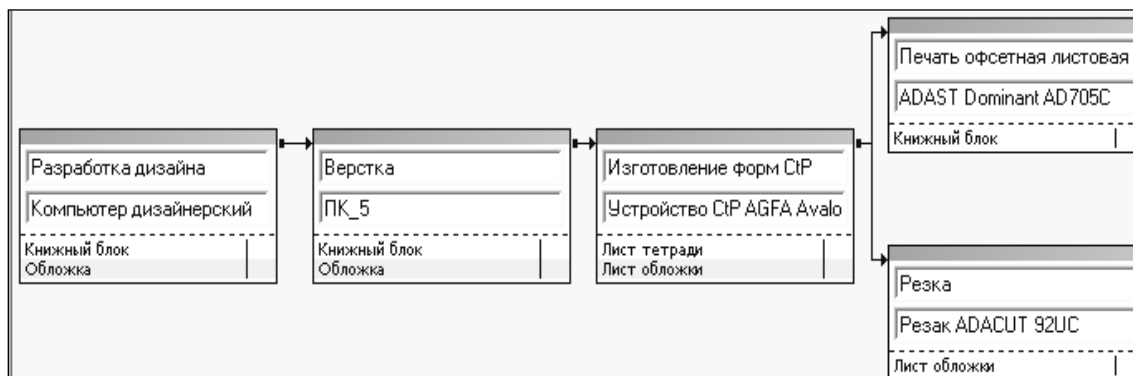 Разработка дизайна
Компьютер дизайнерский
Книжный блок
Обложка
Верстка
ПК_5
Книжный блок
Обложка
Изготовление форм CtP
Устройство CtP AGFA Avalo
Лист тетради
Лист обложки
Печать офсетная листовая
ADAST Dominant AD705C
Книжный блок
Резка
Резак ADACUT 92UC
Лист обложки